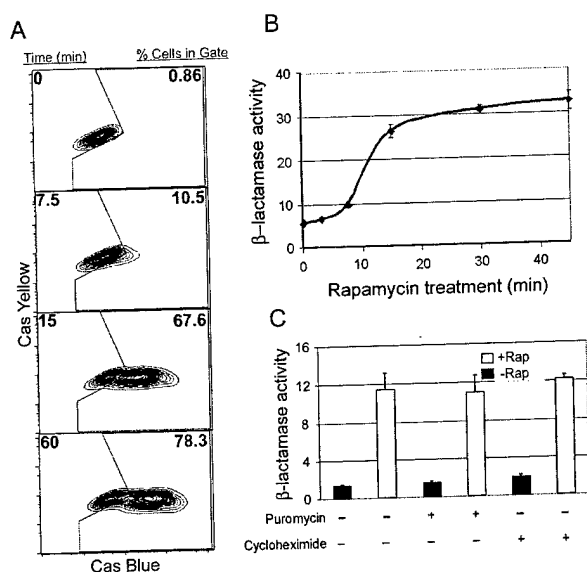 A
Time (min) % Cells in Gate
0 0.86
7.5 10.5
15 67.6
60 78.3
Cas Yellow
Cas Blue
B
β–lactamase activity
40
30
20
10
0
0 10 20 30 40
Rapamycin treatment (min)
C
β-lactamase activity
16
12
8
4
0
+Rap
-Rap
Puromycin – – + + – –
Cycloheximide – – – – + +